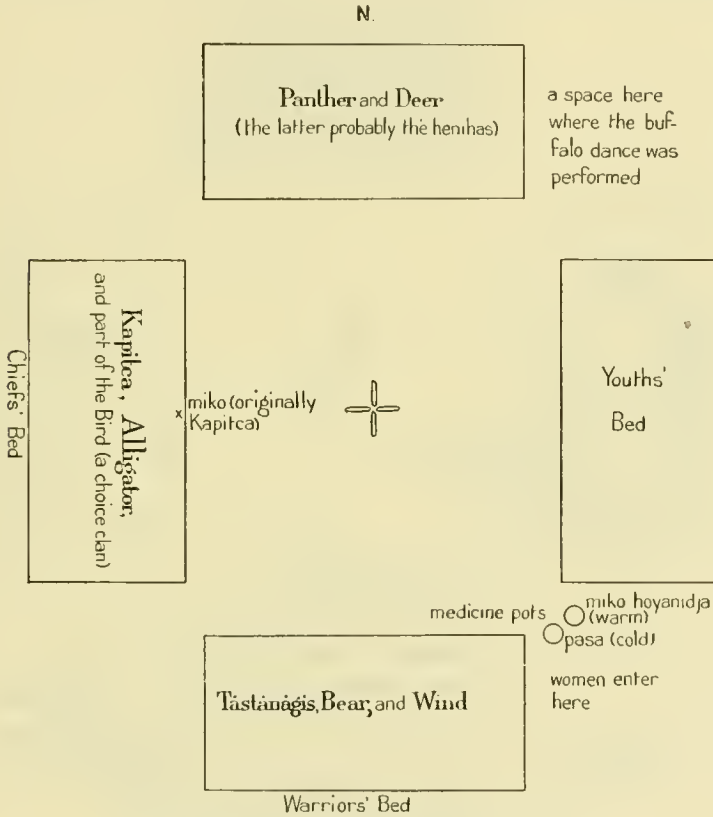 N.
Panther and Deer
(the latter probably the henihas)
a space here
where the buf-
falo dance was
performed
Chiefs' Bed
Kapitca, Alligator,
and part of the Bird (a choice clan)
miko (originally
Kapitca)
Youths'
Bed
medicine pots
miko hoyanidja
(warm)
pasa (cold)
women enter
here
Tástánágis, Bear, and Wind
Warriors' Bed